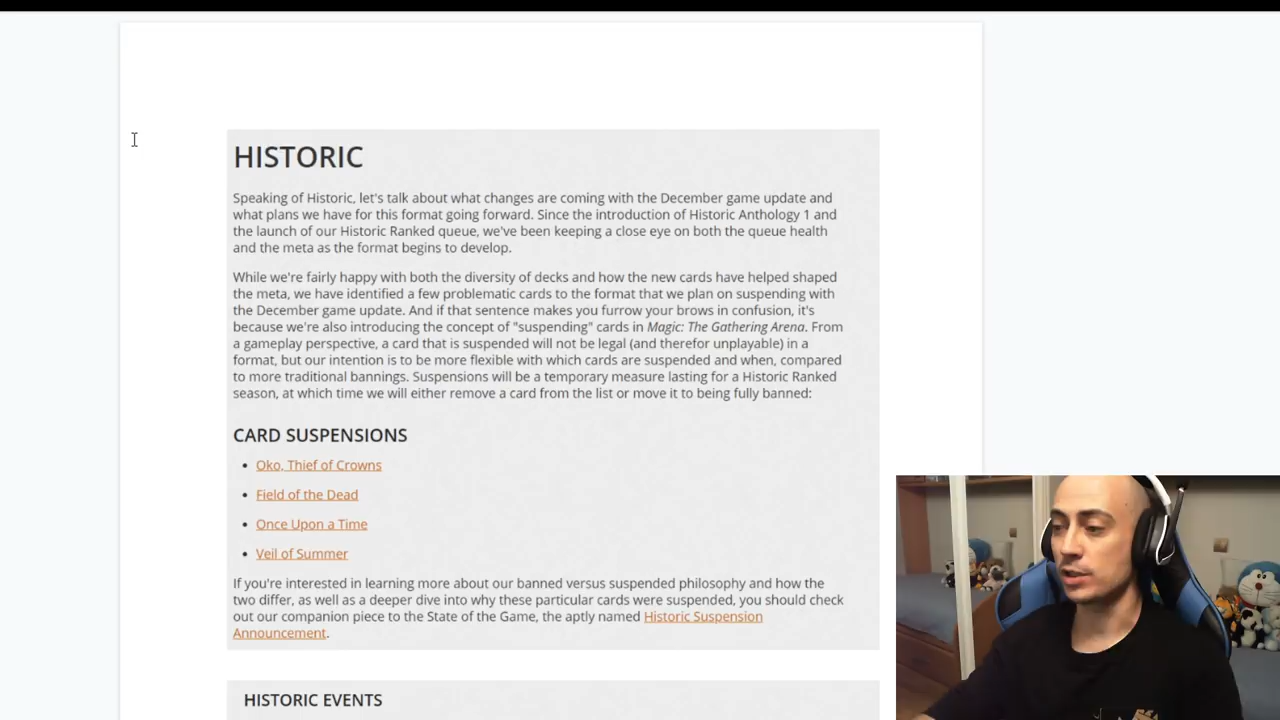 HISTORIC
Speaking of Historic, let's talk about what changes are coming with the December game update and
what plans we have for this format going forward. Since the introduction of Historic Anthology 1 and
the launch of our Historic Ranked queue, we've been keeping a close eye on both the queue health
and the meta as the format begins to develop.
While we're fairly happy with both the diversity of decks and how the new cards have helped shaped
the meta, we have identified a few problematic cards to the format that we plan on suspending with
the December game update. And if that sentence makes you furrow your brows in confusion, it's
because we're also introducing the concept of "suspending" cards in Magic: The Gathering Arena. From
a gameplay perspective, a card that is suspended will not be legal (and therefor unplayable) in a
format, but our intention is to be more flexible with which cards are suspended and when, compared
to more traditional bannings. Suspensions will be a temporary measure lasting for a Historic Ranked
season, at which time we will either remove a card from the list or move it to being fully banned:
CARD SUSPENSIONS
• Oko, Thief of Crowns
• Field of the Dead
• Once Upon a Time
• Veil of Summer
If you're interested in learning more about our banned versus suspended philosophy and how the
two differ, as well as a deeper dive into why these particular cards were suspended, you should check
out our companion piece to the State of the Game, the aptly named Historic Suspension
Announcement.
HISTORIC EVENTS